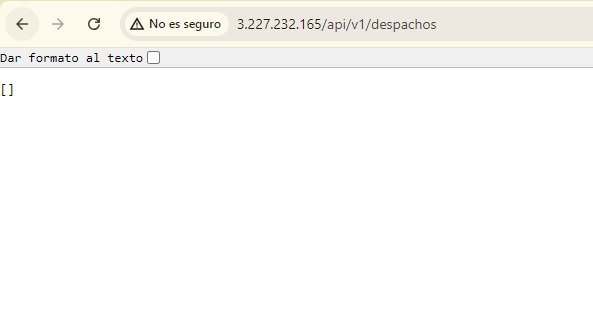 No es seguro 3.227.232.165/api/v1/despachos
Dar formato al texto
[]